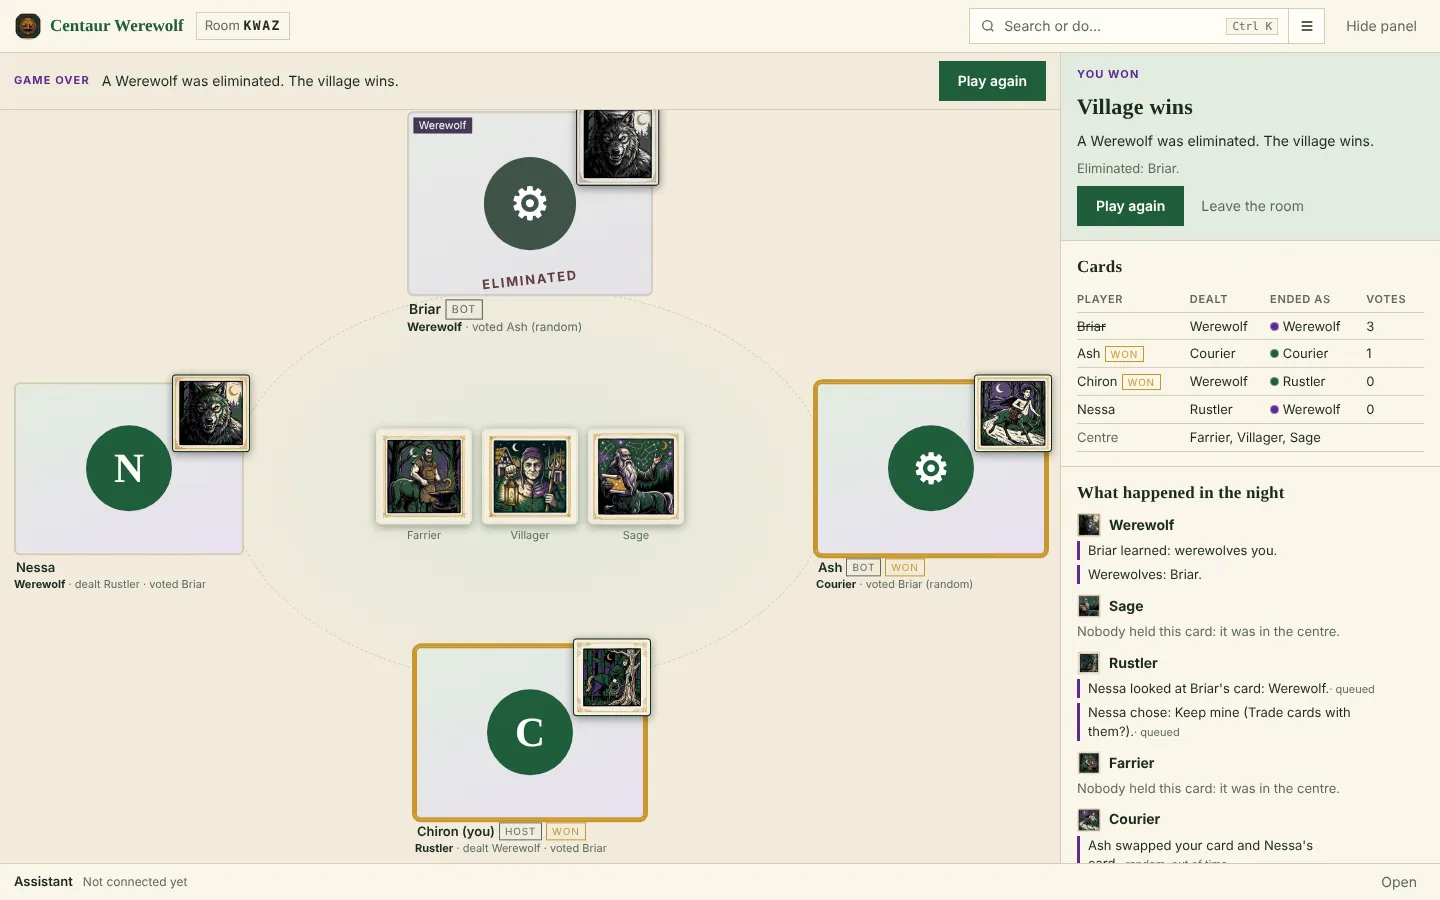 Centaur Werewolf
Room KWAZ
Search or do...
Ctrl K
Hide panel
GAME OVER A Werewolf was eliminated. The village wins.
Play again
Werewolf
ELIMINATED
Briar BOT
Werewolf · voted Ash (random)
N
Nessa
Werewolf · dealt Rustler · voted Briar
Farrier
Villager
Sage
Ash BOT WON
Courier · voted Briar (random)
C
Chiron (you) HOST WON
Rustler · dealt Werewolf · voted Briar
YOU WON
Village wins
A Werewolf was eliminated. The village wins.
Eliminated: Briar.
Play again
Leave the room
Cards
PLAYER DEALT ENDED AS VOTES
Briar Werewolf Werewolf 3
Ash WON Courier Courier 1
Chiron WON Werewolf Rustler 0
Nessa Rustler Werewolf 0
Centre Farrier, Villager, Sage
What happened in the night
Werewolf
Briar learned: werewolves you.
Werewolves: Briar.
Sage
Nobody held this card: it was in the centre.
Rustler
Nessa looked at Briar's card: Werewolf.· queued
Nessa chose: Keep mine (Trade cards with
them?).· queued
Farrier
Nobody held this card: it was in the centre.
Courier
Ash swapped your card and Nessa's
card.· random, out of time
Assistant Not connected yet
Open